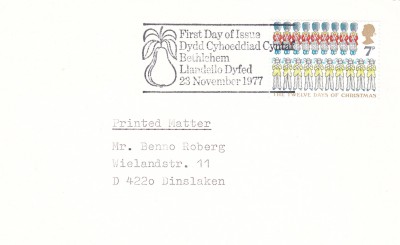 First Day of Issue
Dydd Cyhoeddiad Cyntaf
Bethlehem
Llandeilo Dyfed
23 November 1977
7p
THE TWELVE DAYS OF CHRISTMAS
Printed Matter
Mr. Benno Roberg
Wielandstr. 11
D 422o Dinslaken